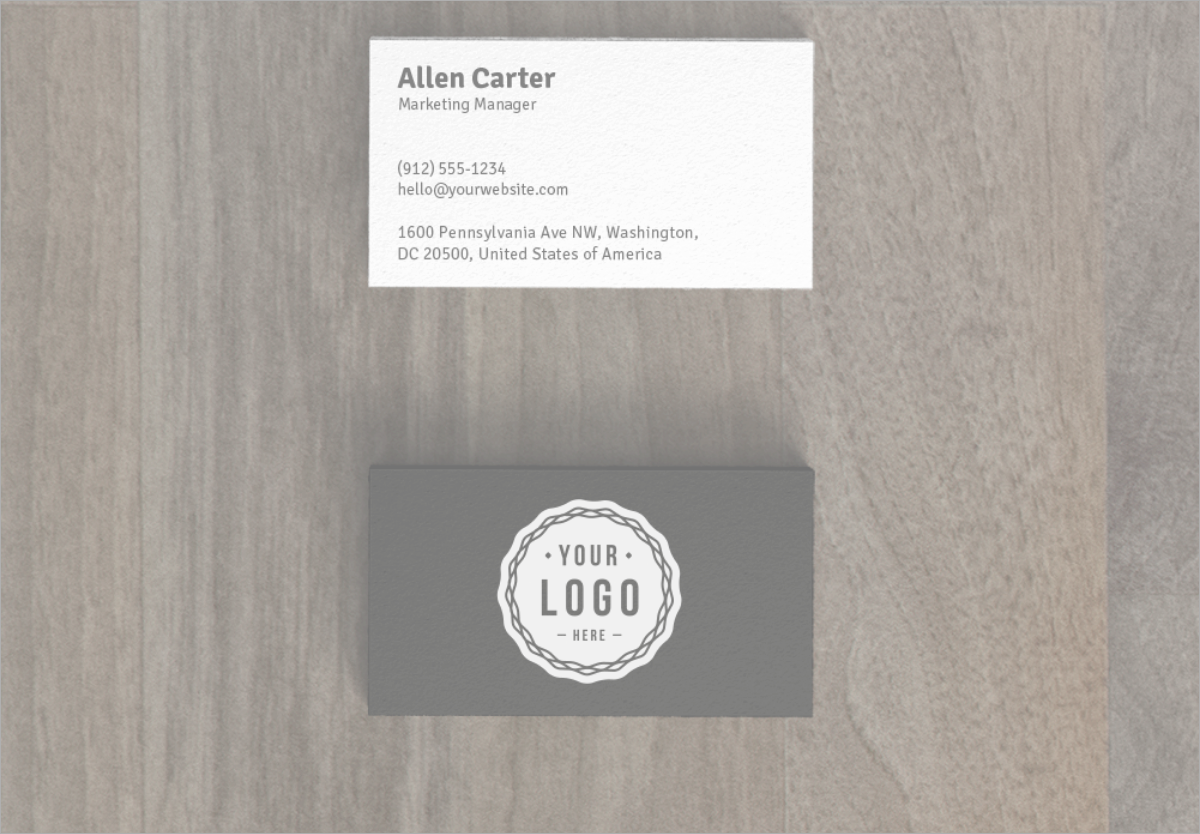 Allen Carter
Marketing Manager
(912) 555-1234
hello@yourwebsite.com
1600 Pennsylvania Ave NW, Washington,
DC 20500, United States of America
• YOUR •
LOGO
– HERE –